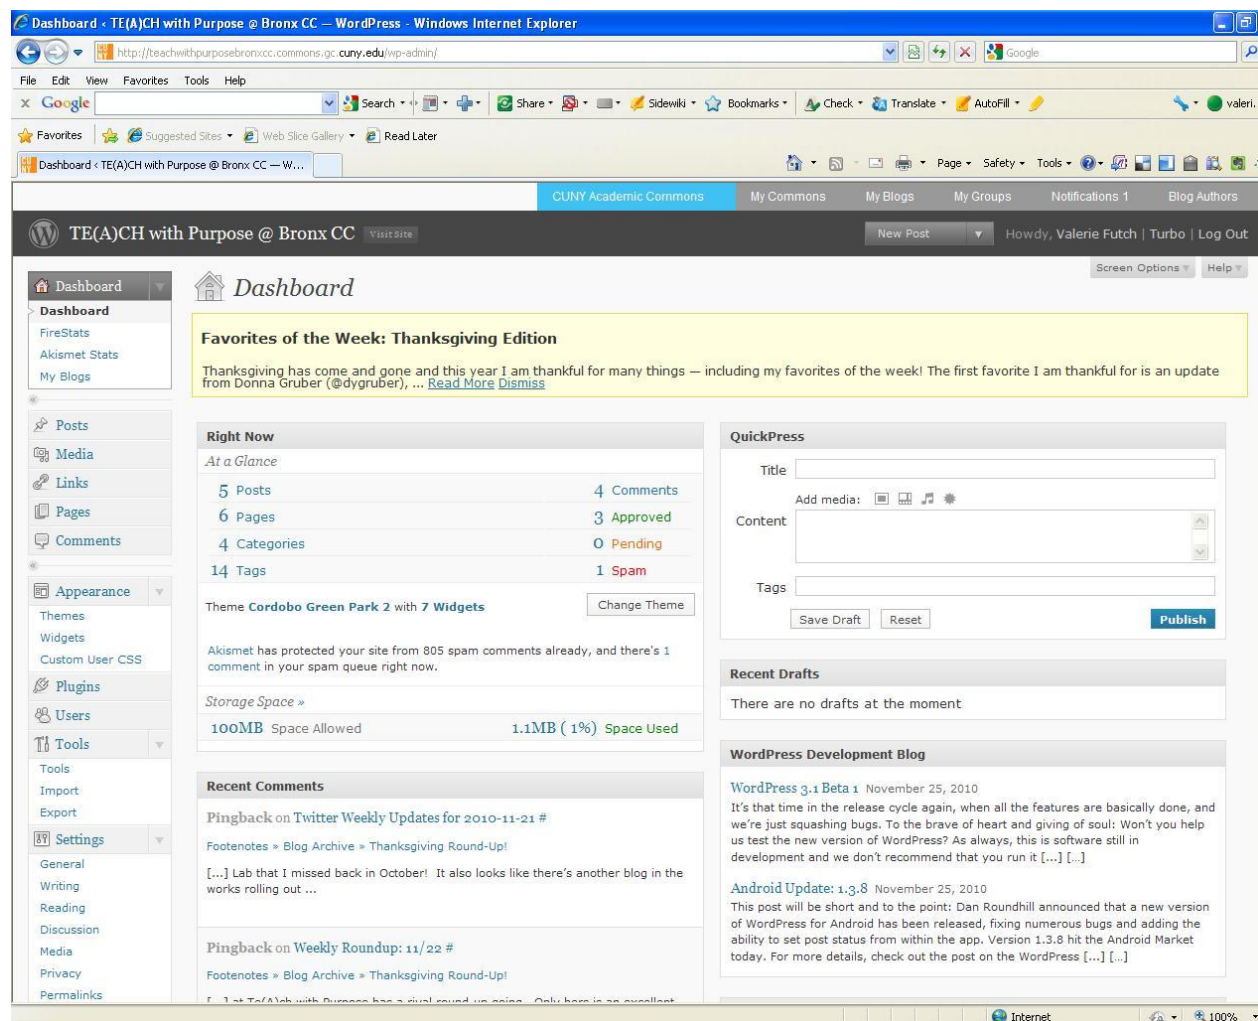 Dashboard ‹ TE(A)CH with Purpose @ Bronx CC — WordPress - Windows Internet Explorer
http://teachwithpurposebronxcc.commons.gc.cuny.edu/wp-admin/
Google
File Edit View Favorites Tools Help
x Google Search Share Sidewiki Bookmarks Check Translate AutoFill valeri.
Favorites Suggested Sites Web Slice Gallery Read Later
Dashboard ‹ TE(A)CH with Purpose @ Bronx CC — W... Page Safety Tools
CUNY Academic Commons My Commons My Blogs My Groups Notifications 1 Blog Authors
TE(A)CH with Purpose @ Bronx CC Visit Site New Post Howdy, Valerie Futch | Turbo | Log Out
Screen Options Help
Dashboard
Dashboard
FireStats
Akismet Stats
My Blogs
Posts
Media
Links
Pages
Comments
Appearance
Themes
Widgets
Custom User CSS
Plugins
Users
Tools
Tools
Import
Export
Settings
General
Writing
Reading
Discussion
Media
Privacy
Permalinks
Dashboard
Favorites of the Week: Thanksgiving Edition
Thanksgiving has come and gone and this year I am thankful for many things — including my favorites of the week! The first favorite I am thankful for is an update
from Donna Gruber (@dygruber), ... Read More Dismiss
Right Now
At a Glance
5 Posts 4 Comments
6 Pages 3 Approved
4 Categories 0 Pending
14 Tags 1 Spam
Theme Cordobo Green Park 2 with 7 Widgets Change Theme
Akismet has protected your site from 805 spam comments already, and there's 1
comment in your spam queue right now.
Storage Space »
100MB Space Allowed 1.1MB ( 1%) Space Used
Recent Comments
Pingback on Twitter Weekly Updates for 2010-11-21 #
Footenotes » Blog Archive » Thanksgiving Round-Up!
[...] Lab that I missed back in October! It also looks like there's another blog in the
works rolling out ...
Pingback on Weekly Roundup: 11/22 #
Footenotes » Blog Archive » Thanksgiving Round-Up!
[...] at Te(A)ch with Purpose has a rival round-up going. Only here is an excellent
QuickPress
Title
Add media:
Content
Tags
Save Draft Reset Publish
Recent Drafts
There are no drafts at the moment
WordPress Development Blog
WordPress 3.1 Beta 1 November 25, 2010
It's that time in the release cycle again, when all the features are basically done, and
we're just squashing bugs. To the brave of heart and giving of soul: Won't you help
us test the new version of WordPress? As always, this is software still in
development and we don't recommend that you run it [...] [...]
Android Update: 1.3.8 November 25, 2010
This post will be short and to the point: Dan Roundhill announced that a new version
of WordPress for Android has been released, fixing numerous bugs and adding the
ability to set post status from within the app. Version 1.3.8 hit the Android Market
today. For more details, check out the post on the WordPress [...] [...]
Internet 100%